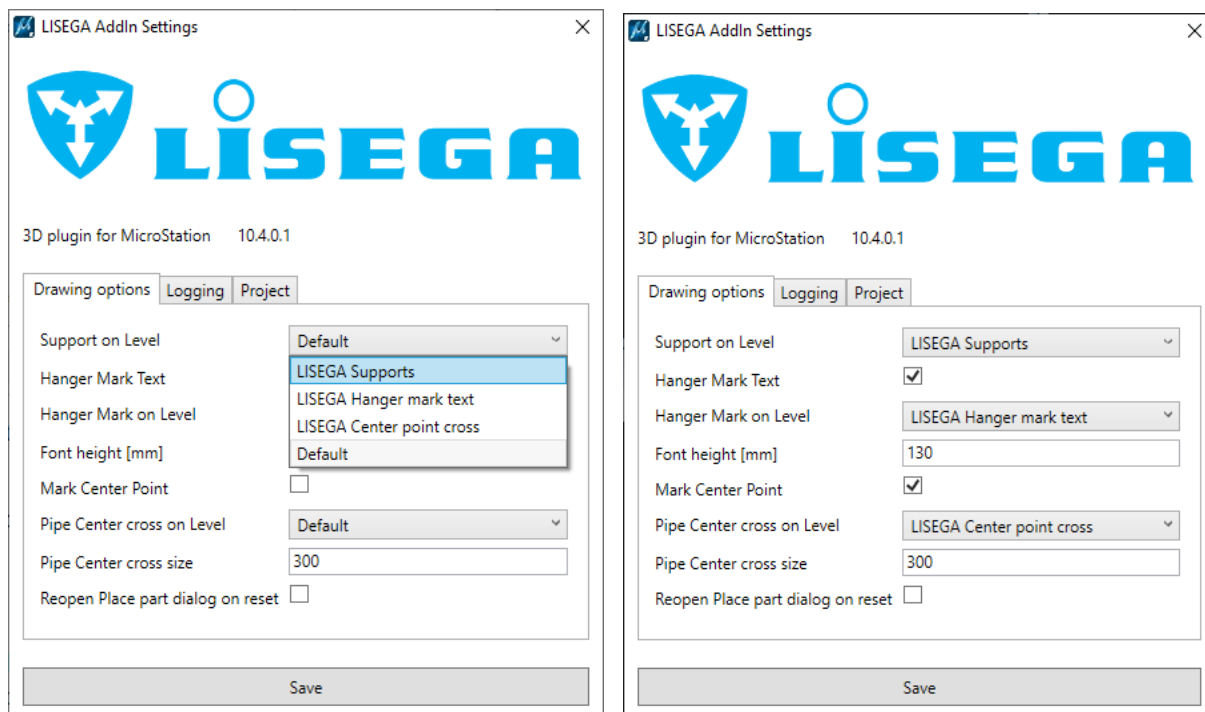 LISEGA AddIn Settings
LISEGA
3D plugin for MicroStation 10.4.0.1
Drawing options Logging Project
Support on Level Default
Hanger Mark Text LISEGA Supports
LISEGA Hanger mark text
Hanger Mark on Level
LISEGA Center point cross
Font height [mm] Default
Mark Center Point
Pipe Center cross on Level Default
Pipe Center cross size 300
Reopen Place part dialog on reset
Save
LISEGA AddIn Settings
LISEGA
3D plugin for MicroStation 10.4.0.1
Drawing options Logging Project
Support on Level LISEGA Supports
Hanger Mark Text
Hanger Mark on Level LISEGA Hanger mark text
Font height [mm] 130
Mark Center Point
Pipe Center cross on Level LISEGA Center point cross
Pipe Center cross size 300
Reopen Place part dialog on reset
Save